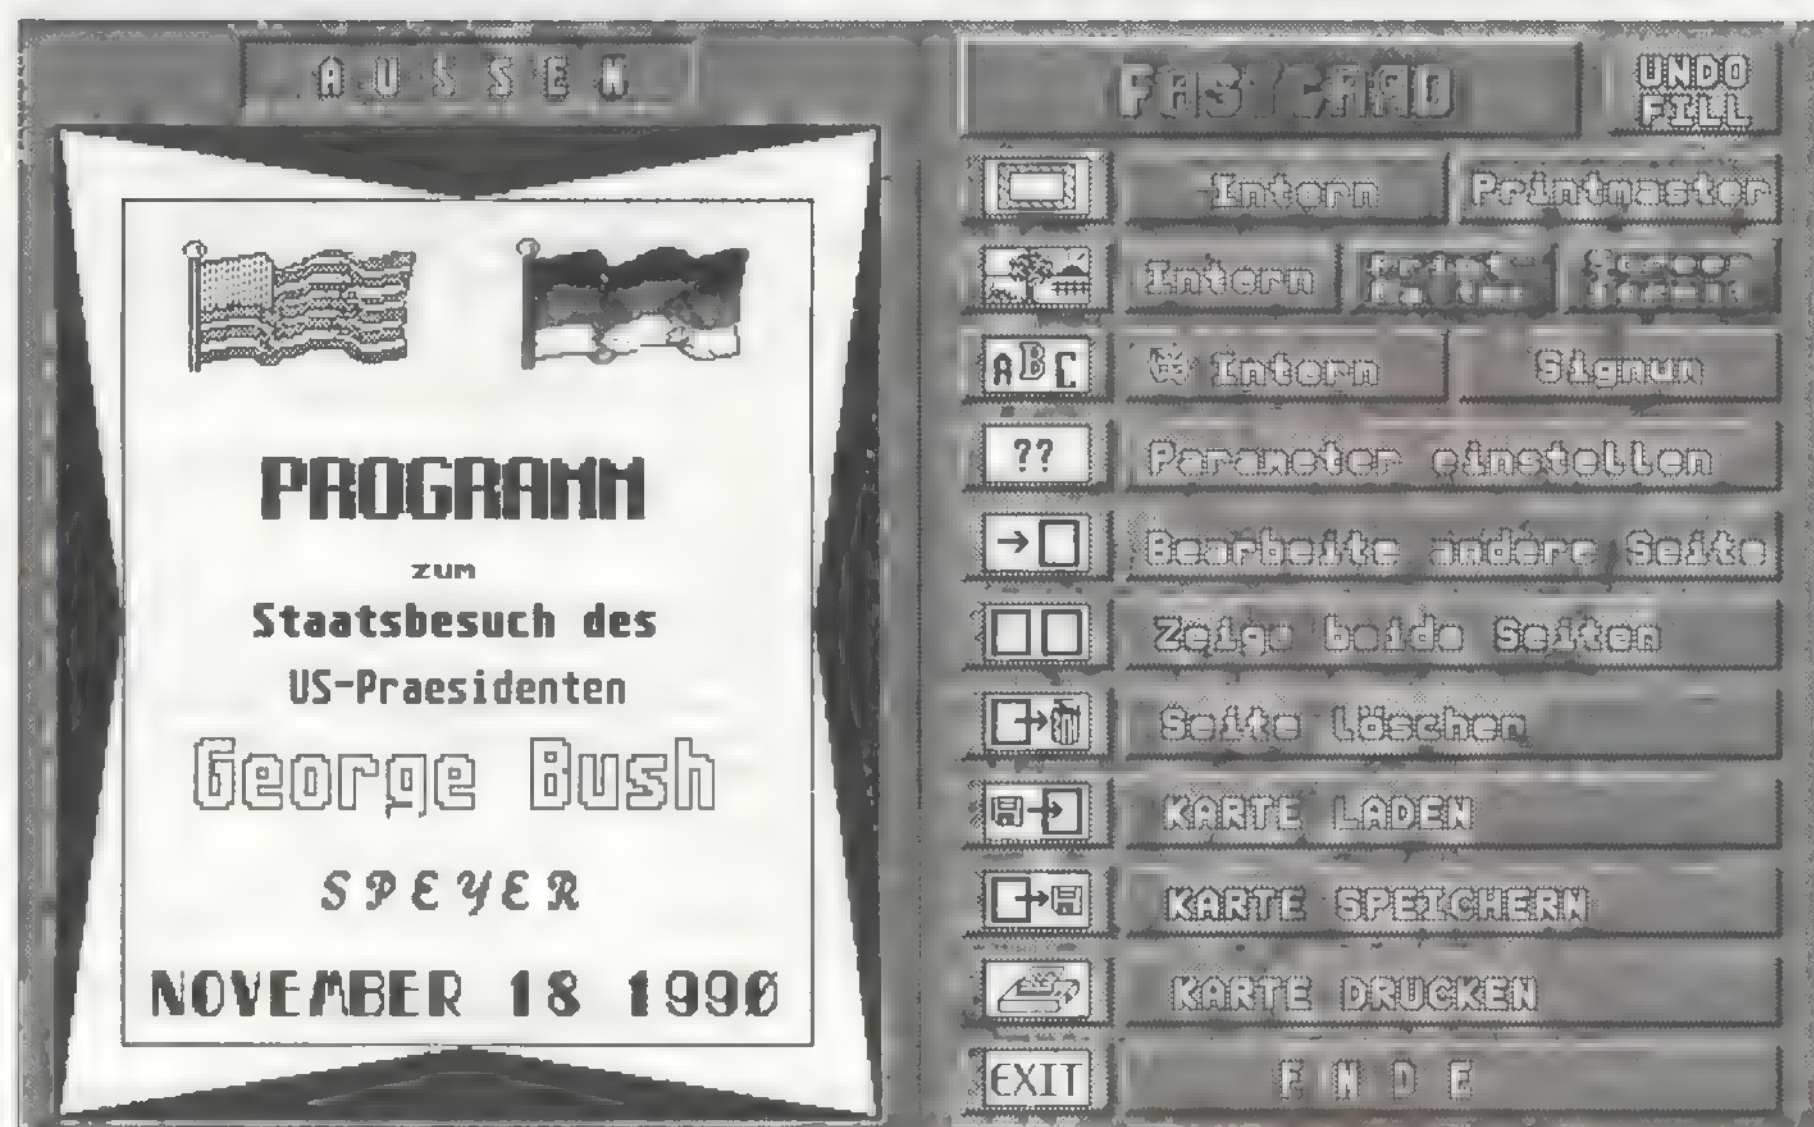 AUSSEN
PROGRAMM
zum
Staatsbesuch des
US-Praesidenten
George Bush
SPEYER
NOVEMBER 18 1990
FASTCARD
UNDO
FILL
Intern Printmaster
Intern
ABC Intern Signum
?? Parameter einstellen
Bearbeite andere Seite
Zeige beide Seiten
Seite löschen
KARTE LADEN
KARTE SPEICHERN
KARTE DRUCKEN
EXIT ENDE